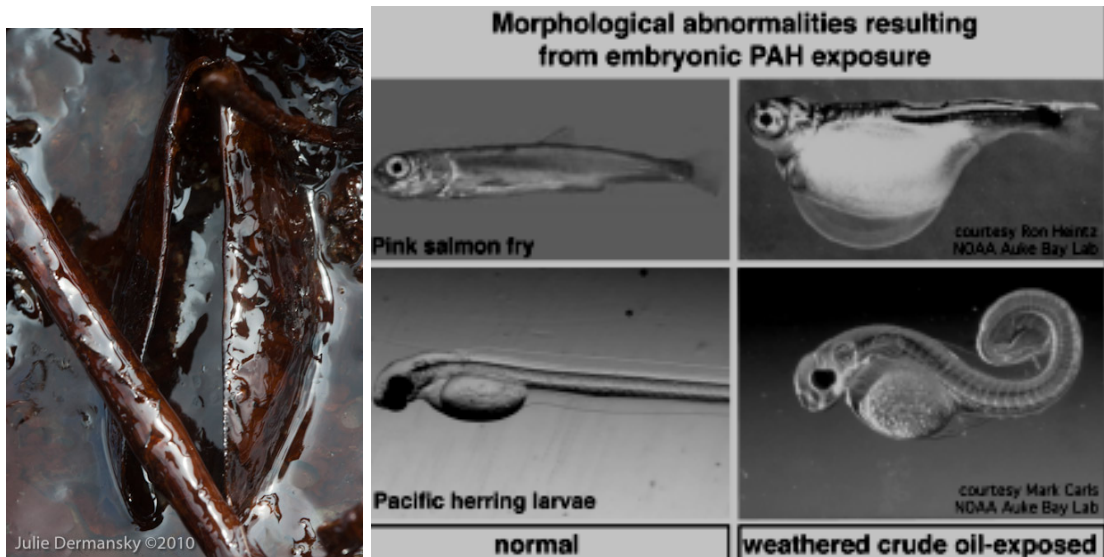 Julie Dermansky ©2010
Morphological abnormalities resulting
from embryonic PAH exposure
Pink salmon fry
courtesy Ron Heintz
NOAA Auke Bay Lab
Pacific herring larvae
courtesy Mark Carls
NOAA Auke Bay Lab
normal
weathered crude oil-exposed